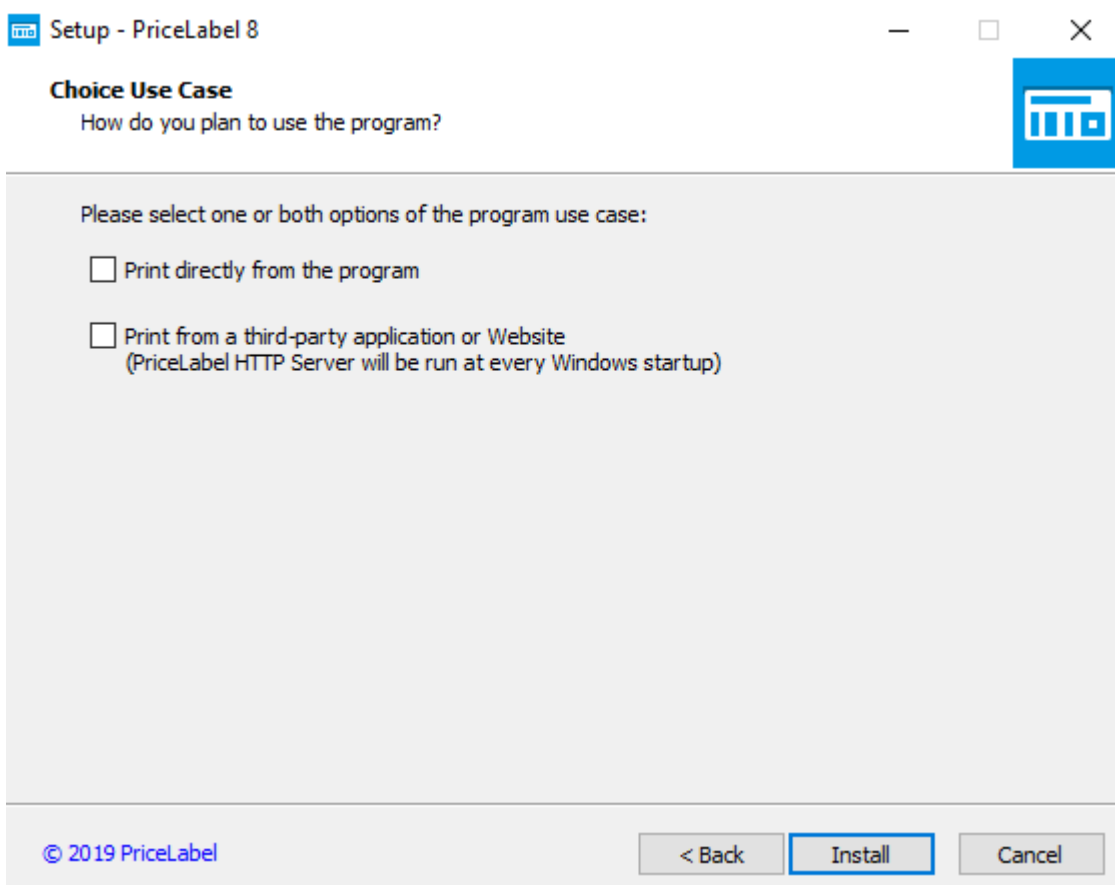 Setup - PriceLabel 8
Choice Use Case
How do you plan to use the program?
Please select one or both options of the program use case:
Print directly from the program
Print from a third-party application or Website
(PriceLabel HTTP Server will be run at every Windows startup)
© 2019 PriceLabel
< Back
Install
Cancel